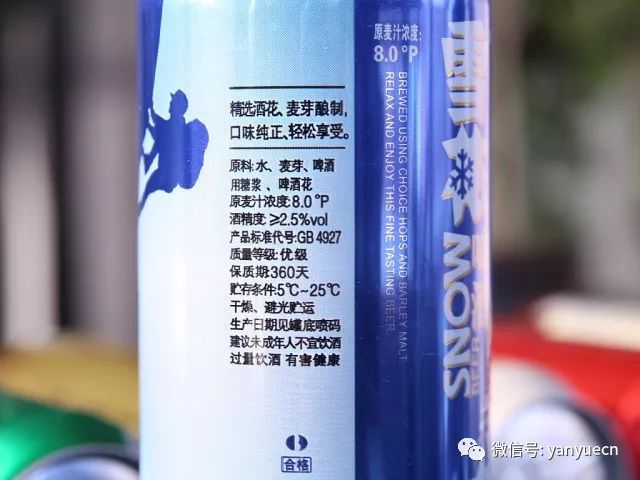 原麦汁浓度:
8.0°P
精选酒花、麦芽酿制,
口味纯正、轻松享受。
原料:水、麦芽、啤酒
用糖浆、啤酒花
原麦汁浓度:8.0°P
酒精度:≥2.5%vol
产品标准代号:GB 4927
质量等级:优级
保质期:360天
贮存条件:5℃~25℃
干燥、避光贮运
生产日期见罐底喷码
建议未成年人不宜饮酒
过量饮酒 有害健康
合格
BREWED USING CHOICE HOPS AND BARLEY MALT.
RELAX AND ENJOY THIS FINE TASTING BEER.
MÖNS
微信号: yanyuecn